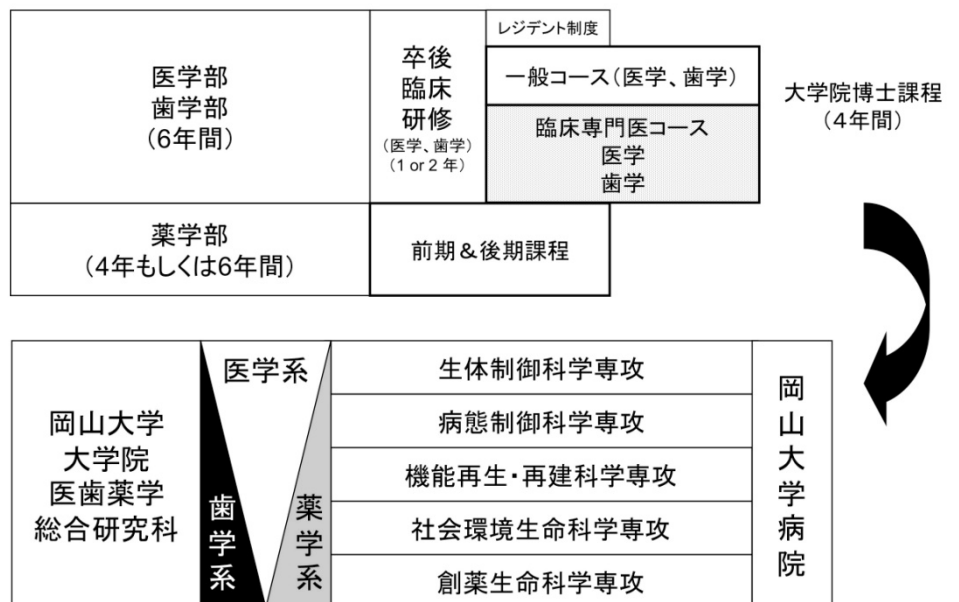 医学部
歯学部
(6年間)
卒後
臨床
研修
(医学、歯学)
(1 or 2 年)
レジデント制度
一般コース(医学、歯学)
臨床専門医コース
医学
歯学
大学院博士課程
(4年間)
薬学部
(4年もしくは6年間)
前期&後期課程
岡山大学
大学院
医歯薬学
総合研究科
医学系
歯学系
薬学系
生体制御科学専攻
病態制御科学専攻
機能再生・再建科学専攻
社会環境生命科学専攻
創薬生命科学専攻
岡山大学病院